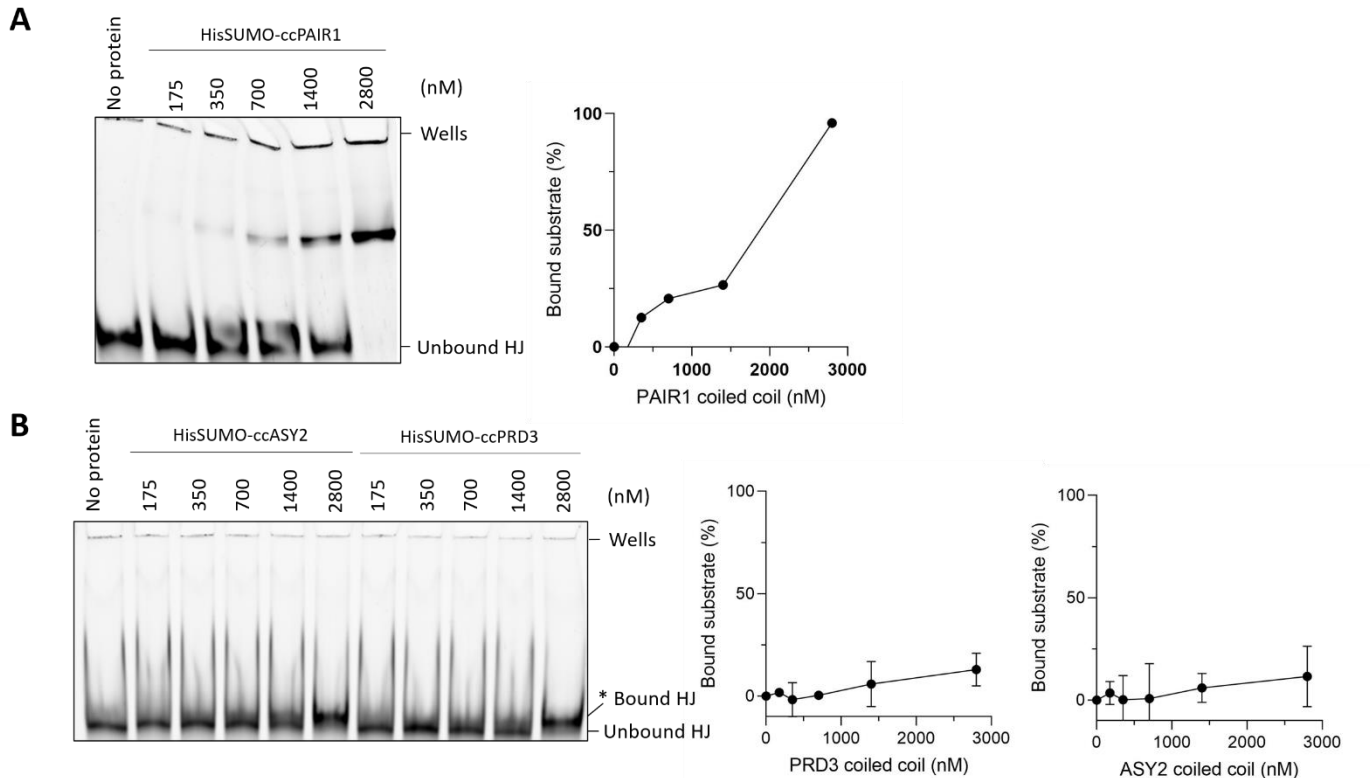 A
HisSUMO-ccPAIR1
No protein 175 350 700 1400 2800 (nM)
Wells
Unbound HJ
Bound substrate (%)
100
50
0
0 1000 2000 3000
PAIR1 coiled coil (nM)
B
HisSUMO-ccASY2 HisSUMO-ccPRD3
No protein 175 350 700 1400 2800 175 350 700 1400 2800 (nM)
Wells
* Bound HJ
Unbound HJ
Bound substrate (%)
100
50
0
0 1000 2000 3000
PRD3 coiled coil (nM)
Bound substrate (%)
100
50
0
0 1000 2000 3000
ASY2 coiled coil (nM)